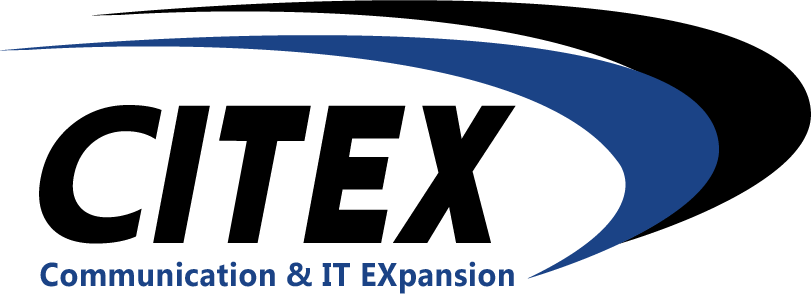 CITEX
Communication & IT EXpansion